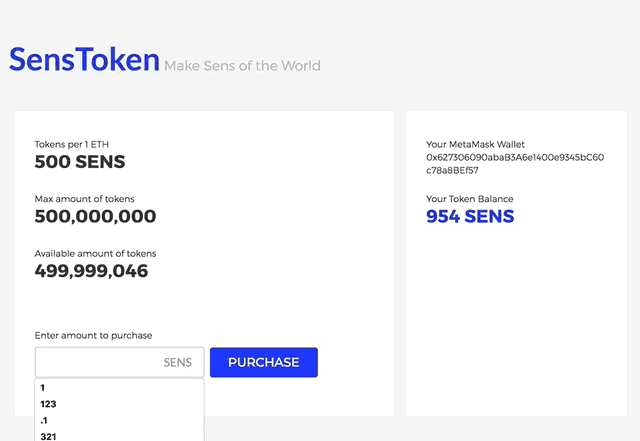 SensToken Make Sens of the World
Tokens per 1 ETH
500 SENS
Max amount of tokens
500,000,000
Available amount of tokens
499,999,046
Enter amount to purchase
SENS PURCHASE
1
123
.1
321
Your MetaMask Wallet
0x627306090abaB3A6e1400e9345bC60
c78a8BEf57
Your Token Balance
954 SENS